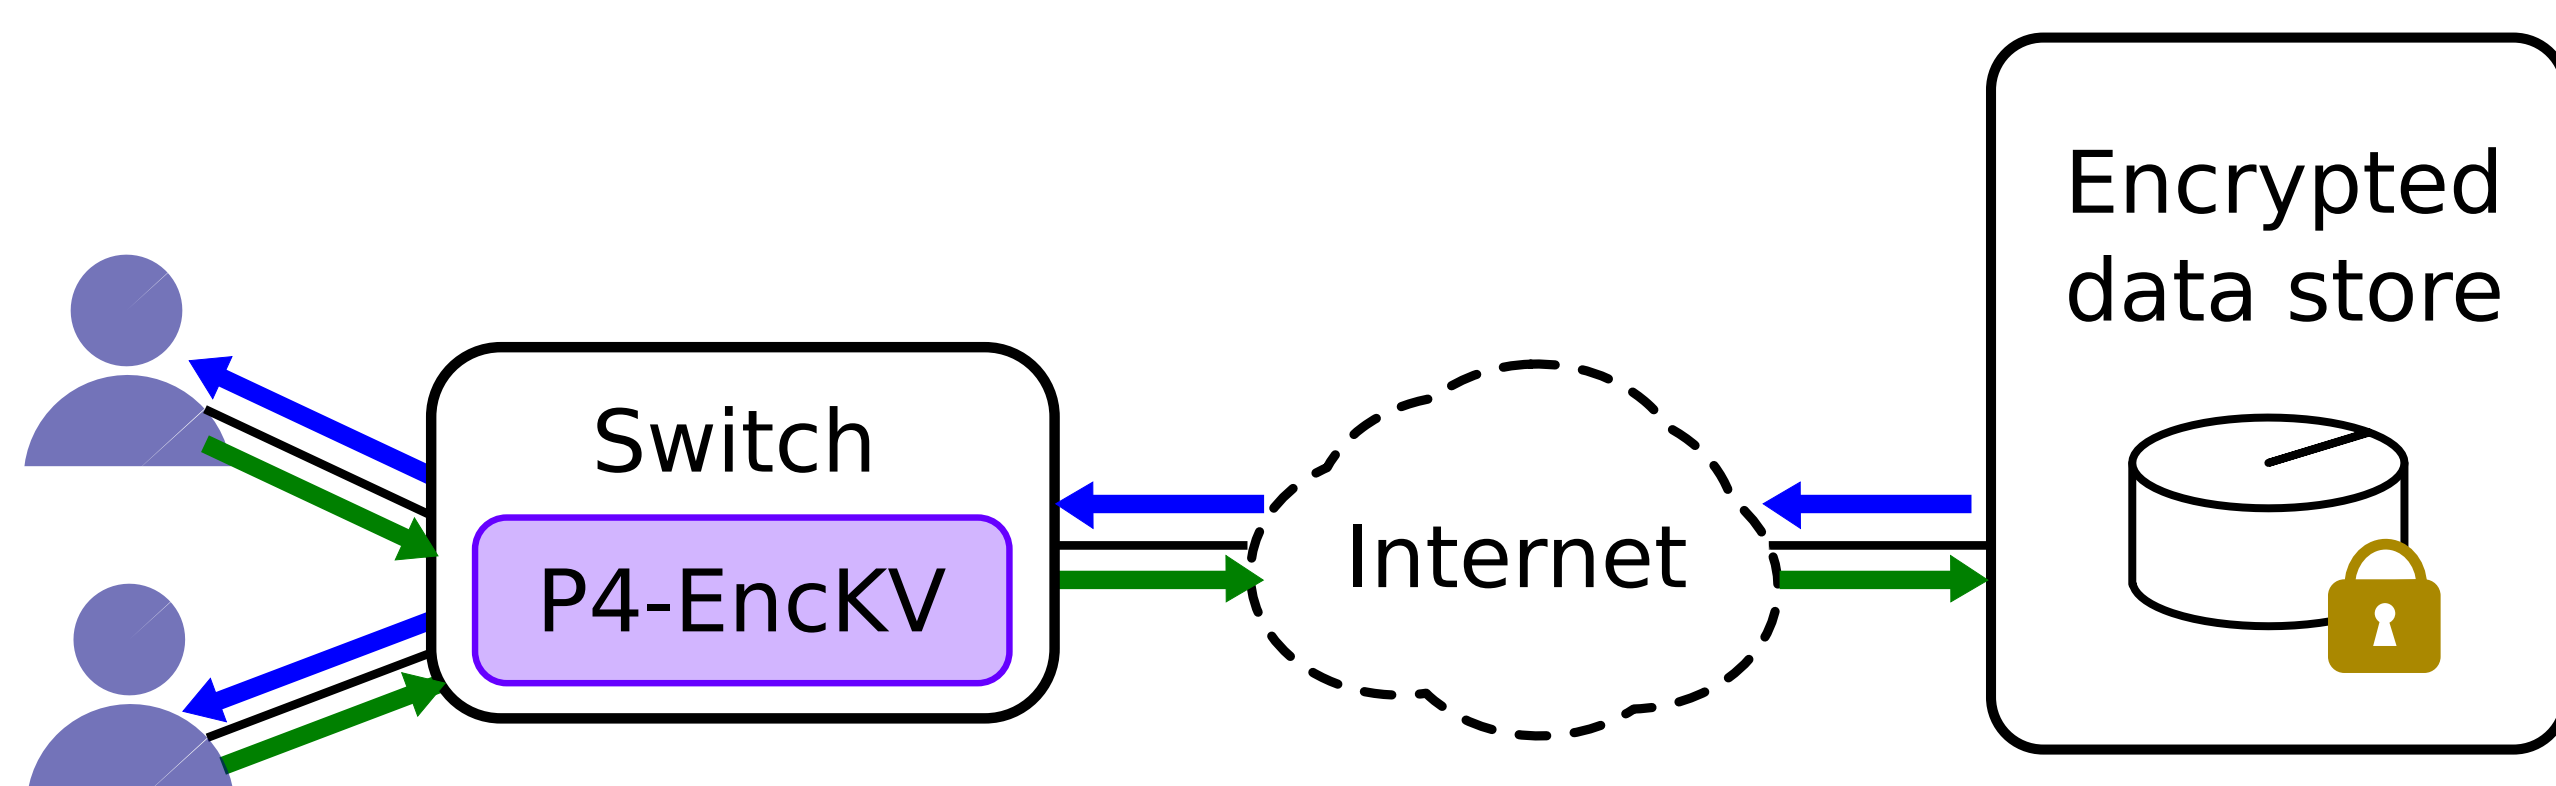 Encrypted
data store
Switch
P4-EncKV
Internet